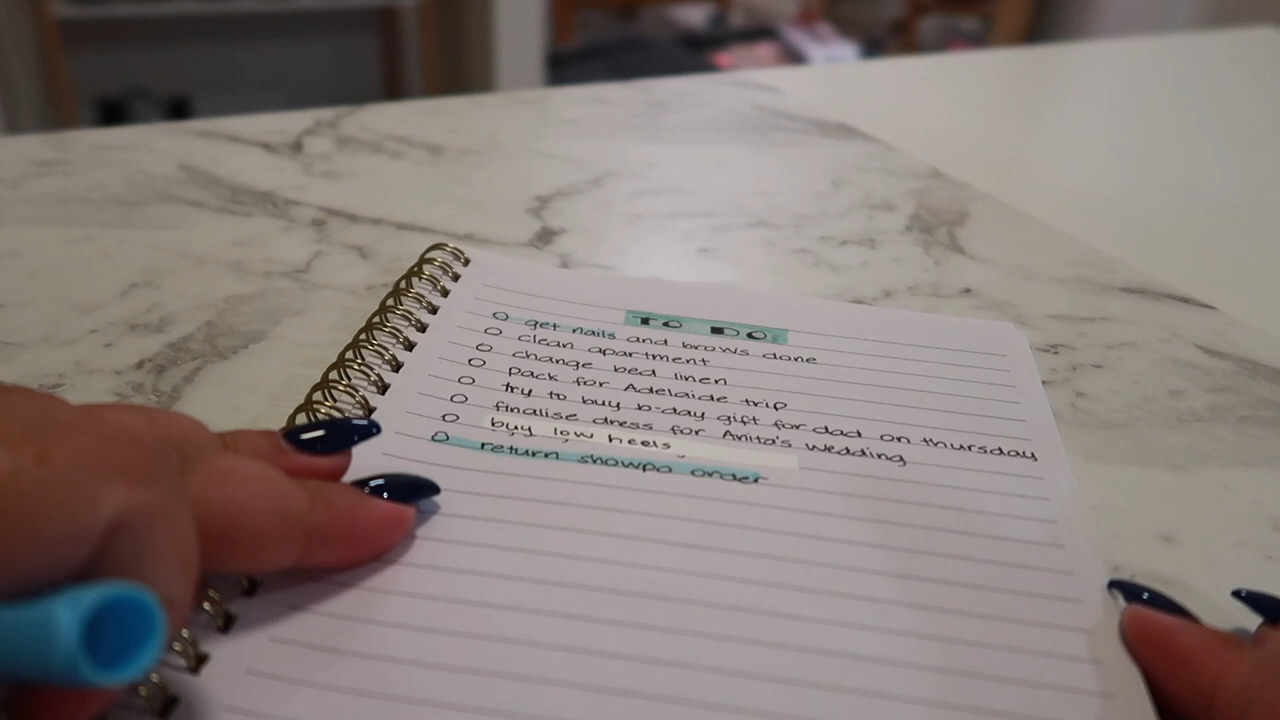 TO DO
get nails and brows done
clean apartment
change bed linen
pack for Adelaide trip
try to buy b-day gift for dad on thursday
finalise dress for Anita's wedding
buy low heels
return showpo order